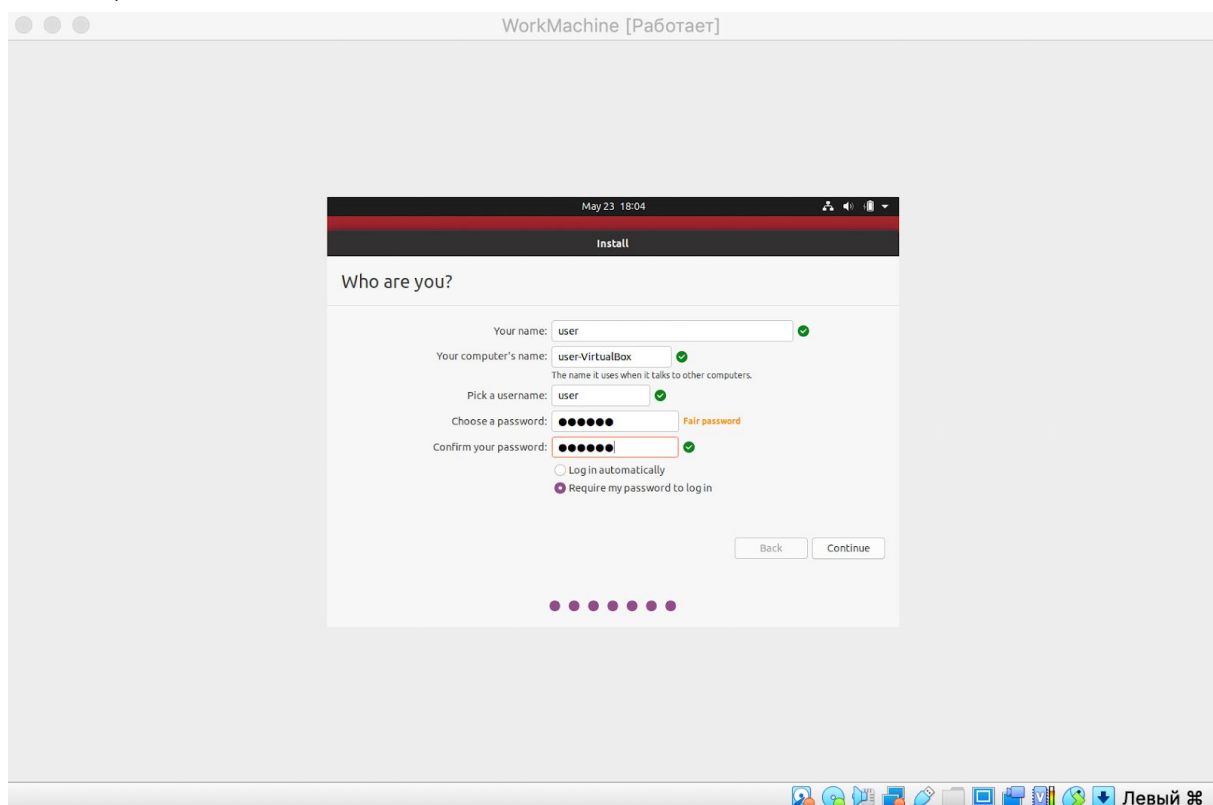 WorkMachine [Работает]
May 23 18:04
Install
Who are you?
Your name: user
Your computer's name: user-VirtualBox
The name it uses when it talks to other computers.
Pick a username: user
Choose a password: ●●●●●● Fair password
Confirm your password: ●●●●●●
Log in automatically
Require my password to log in
Back Continue
Левый ⌘